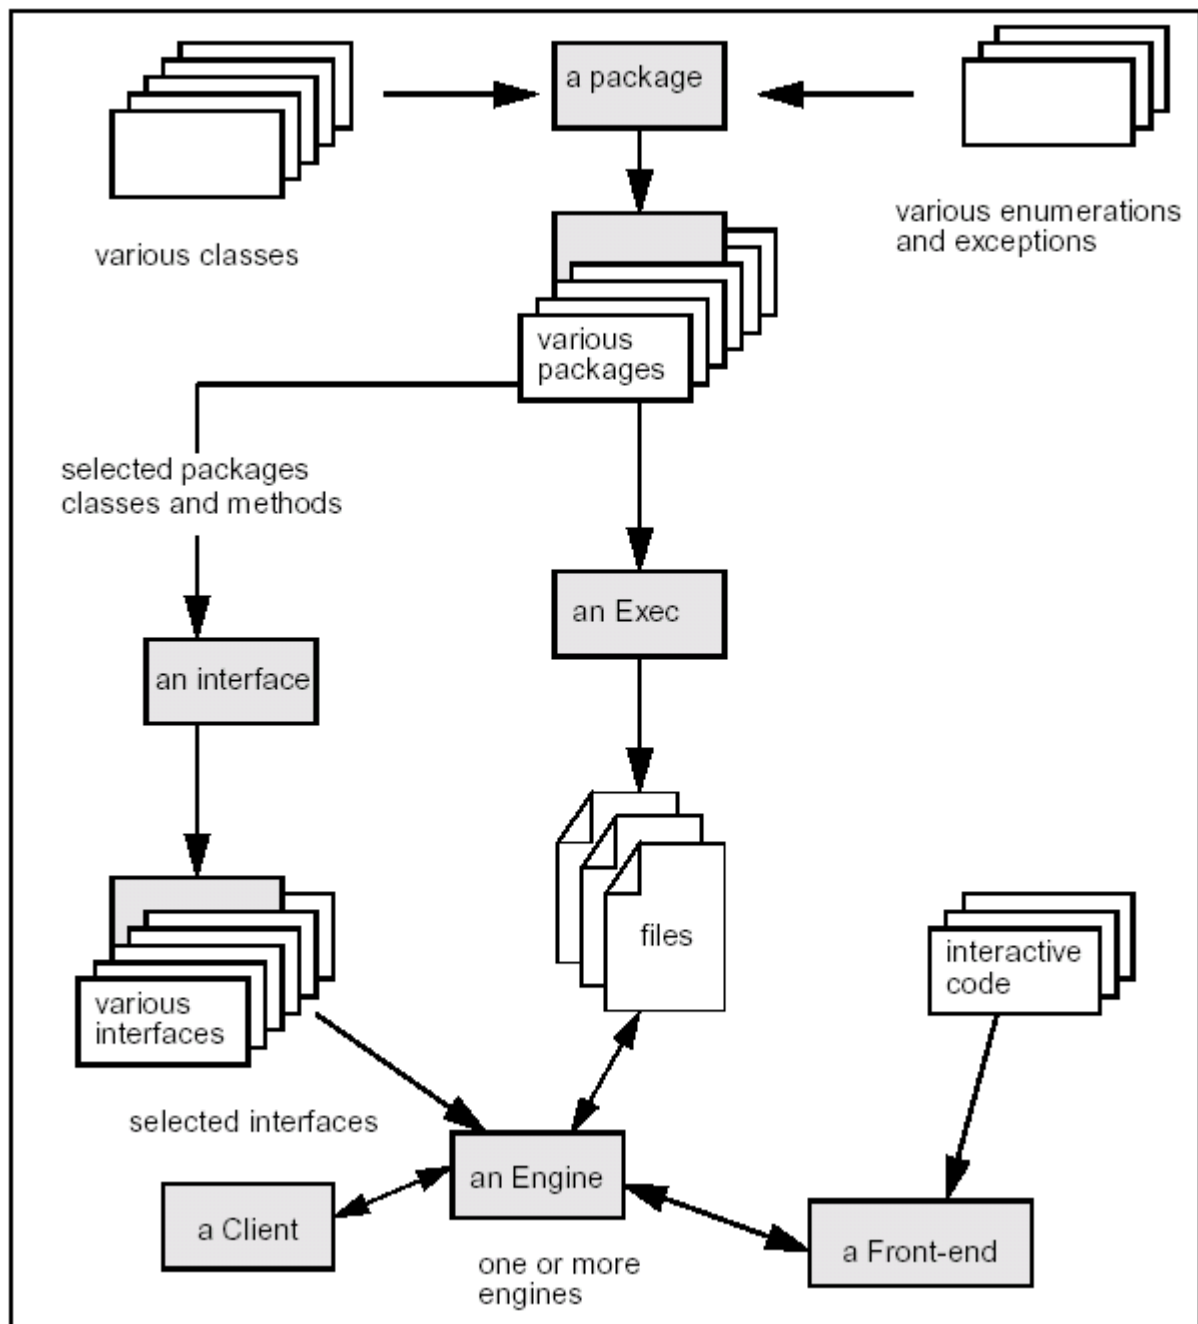 a package
various classes
various enumerations
and exceptions
various
packages
selected packages
classes and methods
an Exec
an interface
files
interactive
code
various
interfaces
selected interfaces
an Engine
a Client
a Front-end
one or more
engines